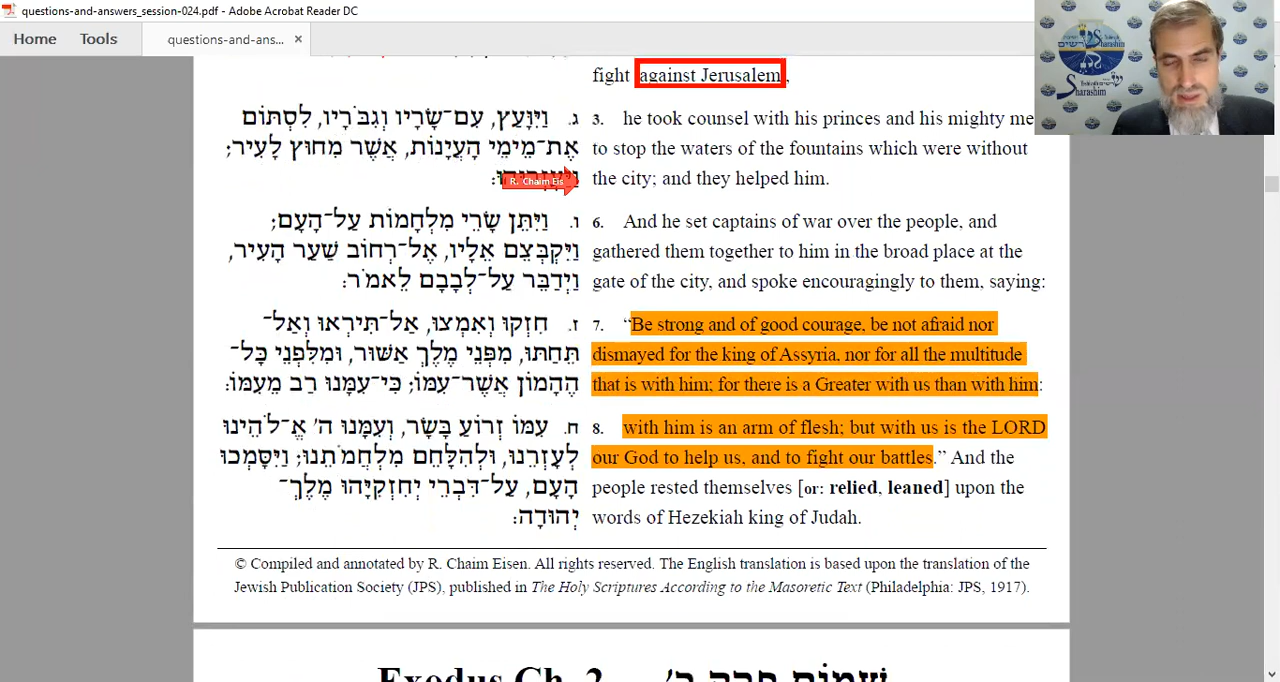 questions-and-answers_session-024.pdf - Adobe Acrobat Reader DC
Home Tools questions-and-ans... ×
fight against Jerusalem,
ג. וַיִּוָּעַץ, עִם־שָׂרָיו וְגִבֹּרָיו, לִסְתּוֹם
אֶת־מֵימֵי הָעֲיָנוֹת, אֲשֶׁר מִחוּץ לָעִיר;
3. he took counsel with his princes and his mighty me
to stop the waters of the fountains which were without
the city; and they helped him.
R. Chaim Eis
ו. וַיִּתֵּן שָׂרֵי מִלְחָמוֹת עַל־הָעָם;
וַיִּקְבְּצֵם אֵלָיו, אֶל־רְחוֹב שַׁעַר הָעִיר,
וַיְדַבֵּר עַל־לְבָבָם לֵאמֹר:
6. And he set captains of war over the people, and
gathered them together to him in the broad place at the
gate of the city, and spoke encouragingly to them, saying:
ז. חִזְקוּ וְאִמְצוּ, אַל־תִּירְאוּ וְאַל־
תֵּחַתּוּ, מִפְּנֵי מֶלֶךְ אַשּׁוּר, וּמִלִּפְנֵי כָּל־
הֶהָמוֹן אֲשֶׁר־עִמּוֹ; כִּי־עִמָּנוּ רַב מֵעִמּוֹ:
7. “Be strong and of good courage, be not afraid nor
dismayed for the king of Assyria, nor for all the multitude
that is with him; for there is a Greater with us than with him:
ח. עִמּוֹ זְרוֹעַ בָּשָׂר, וְעִמָּנוּ ה' אֱ־לֹהֵינוּ
לְעָזְרֵנוּ, וּלְהִלָּחֵם מִלְחֲמֹתֵנוּ; וַיִּסָּמְכוּ
הָעָם, עַל־דִּבְרֵי יְחִזְקִיָּהוּ מֶלֶךְ־
יְהוּדָה:
8. with him is an arm of flesh; but with us is the LORD
our God to help us, and to fight our battles.” And the
people rested themselves [or: relied, leaned] upon the
words of Hezekiah king of Judah.
© Compiled and annotated by R. Chaim Eisen. All rights reserved. The English translation is based upon the translation of the
Jewish Publication Society (JPS), published in The Holy Scriptures According to the Masoretic Text (Philadelphia: JPS, 1917).
Exodus Ch. 2 שְׁמוֹת פרק ב'
Sharashim
שרשים
Sharashim